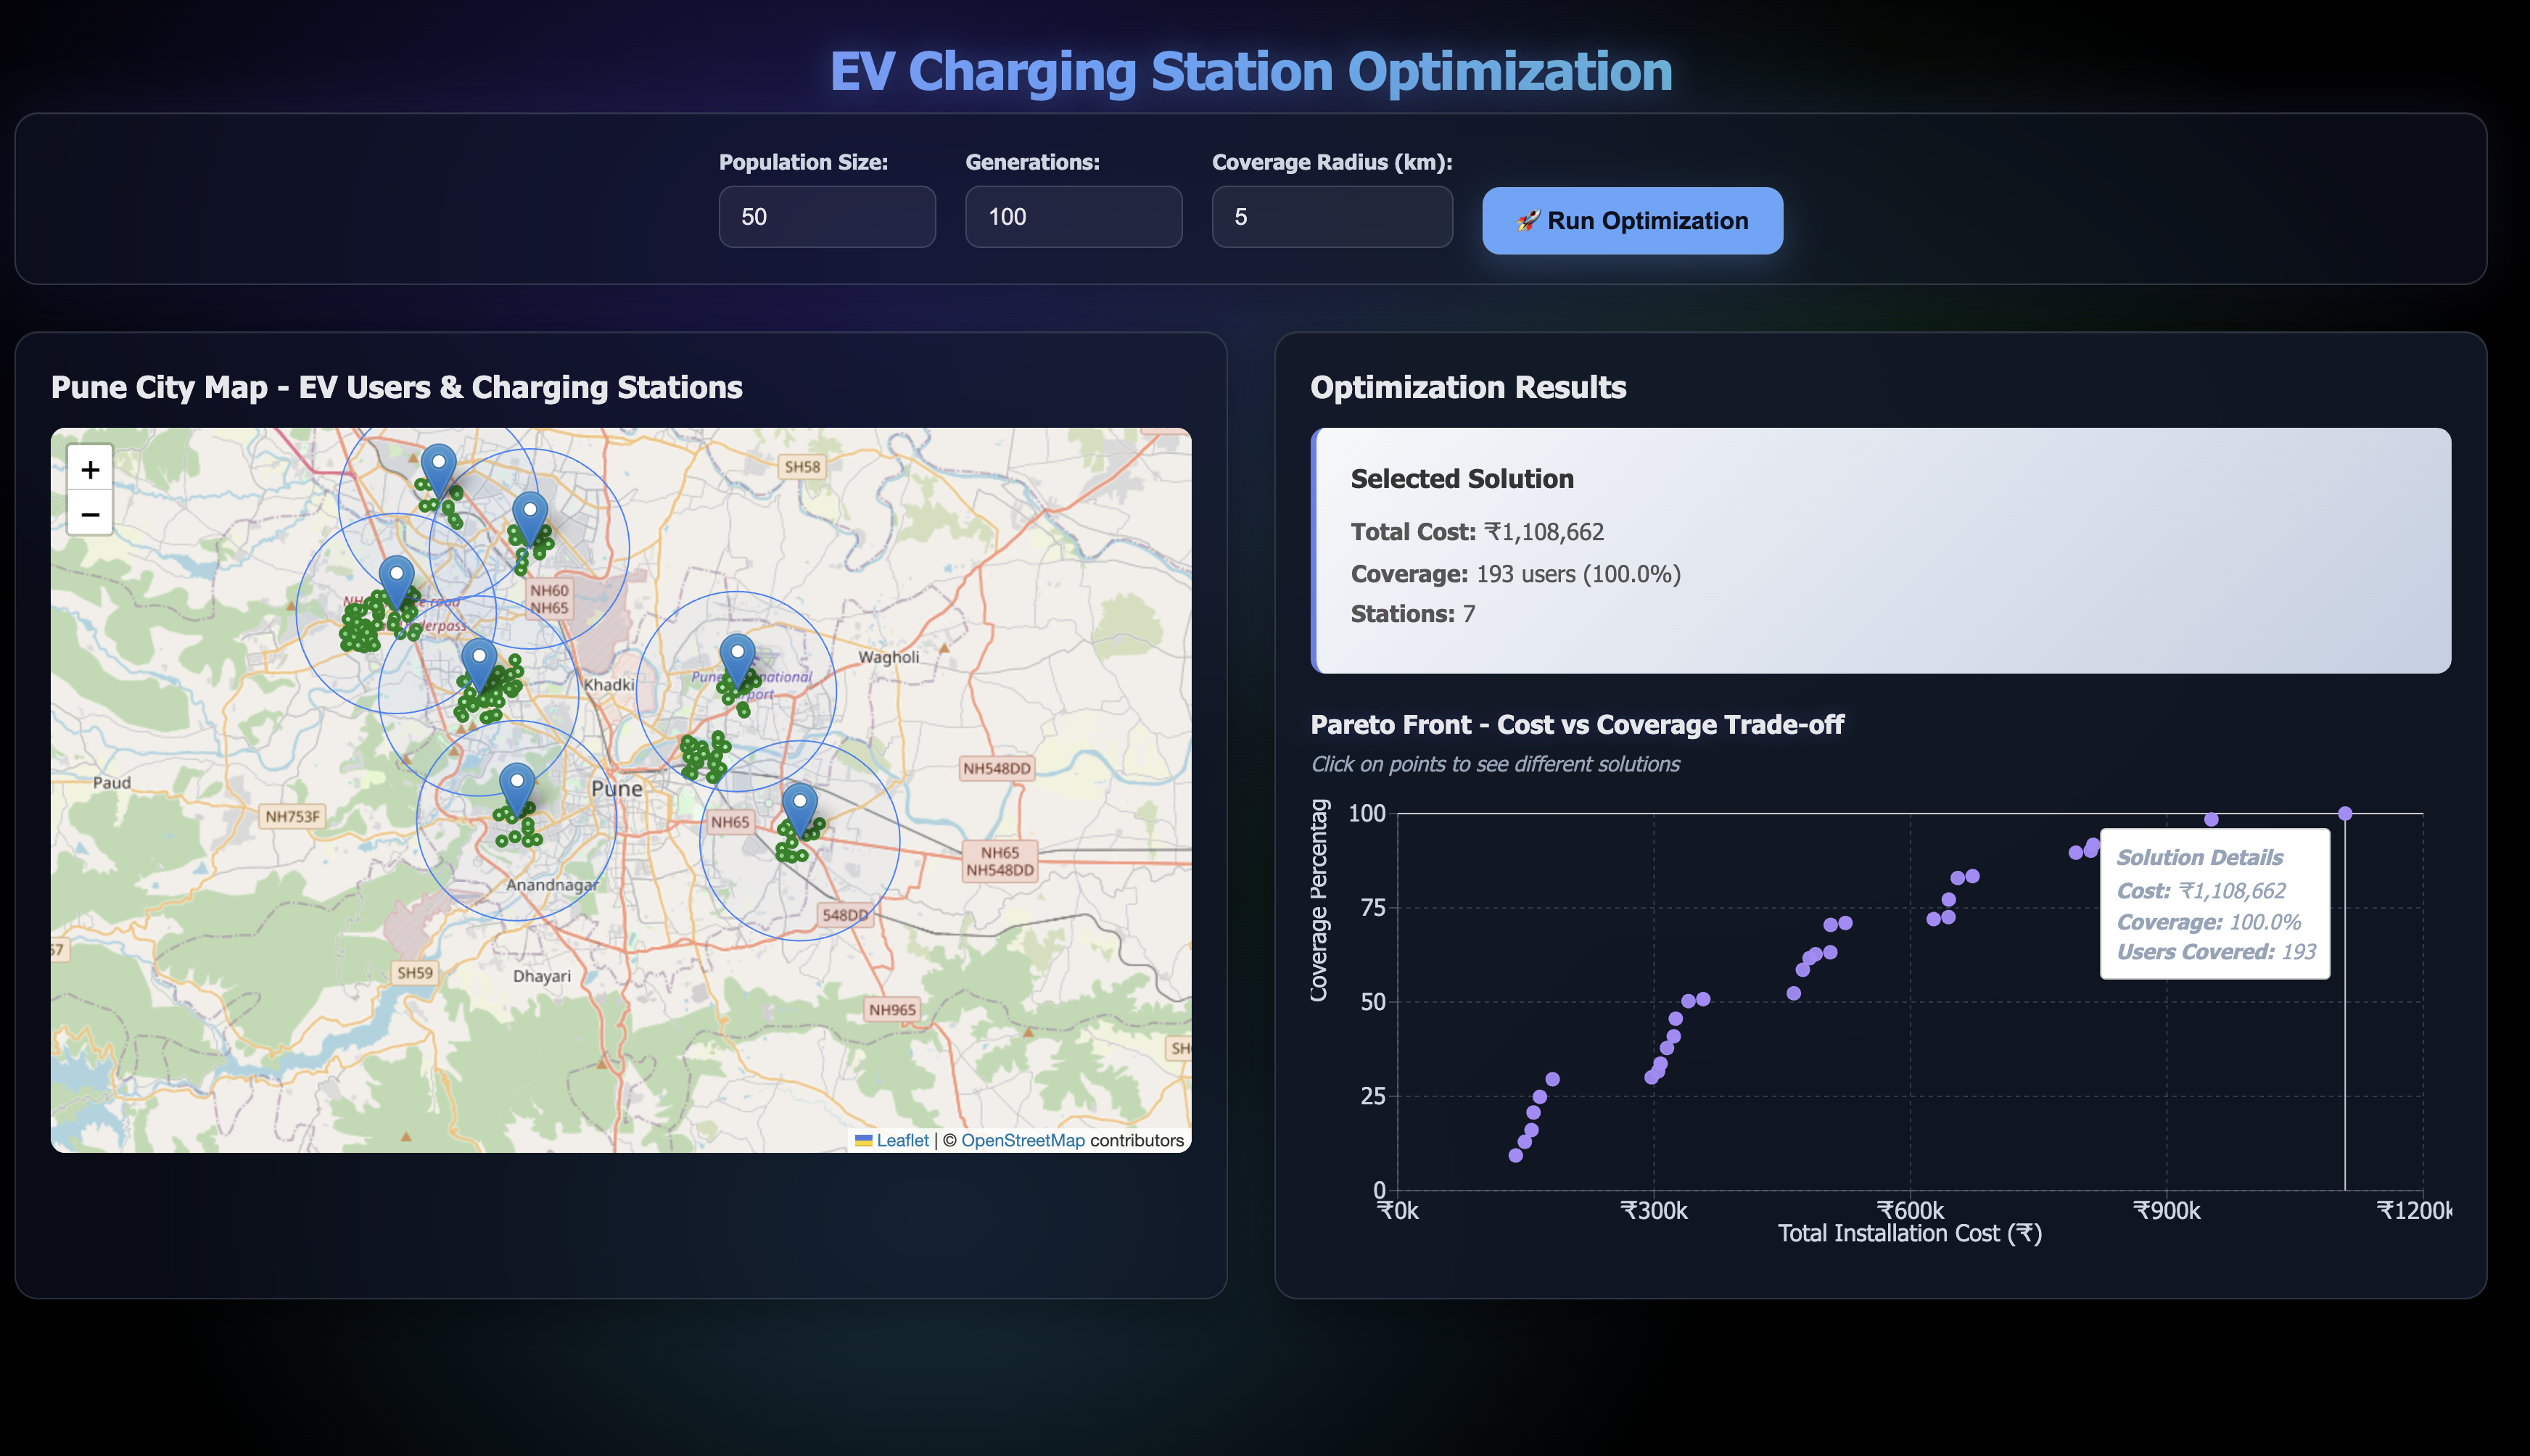 EV Charging Station Optimization
Population Size:
Generations:
Coverage Radius (km):
50
100
5
🚀 Run Optimization
Pune City Map - EV Users & Charging Stations
+
−
SH58
NH60
NH65
Khadki
Wagholi
Paud
Pune
NH753F
NH548DD
NH65
NH65
NH548DD
Anandnagar
548DD
SH59
Dhayari
NH965
Leaflet | © OpenStreetMap contributors
Optimization Results
Selected Solution
Total Cost: ₹1,108,662
Coverage: 193 users (100.0%)
Stations: 7
Pareto Front - Cost vs Coverage Trade-off
Click on points to see different solutions
Coverage Percentag
100
75
50
25
0
Solution Details
Cost: ₹1,108,662
Coverage: 100.0%
Users Covered: 193
₹0k
₹300k
₹600k
₹900k
₹1200k
Total Installation Cost (₹)